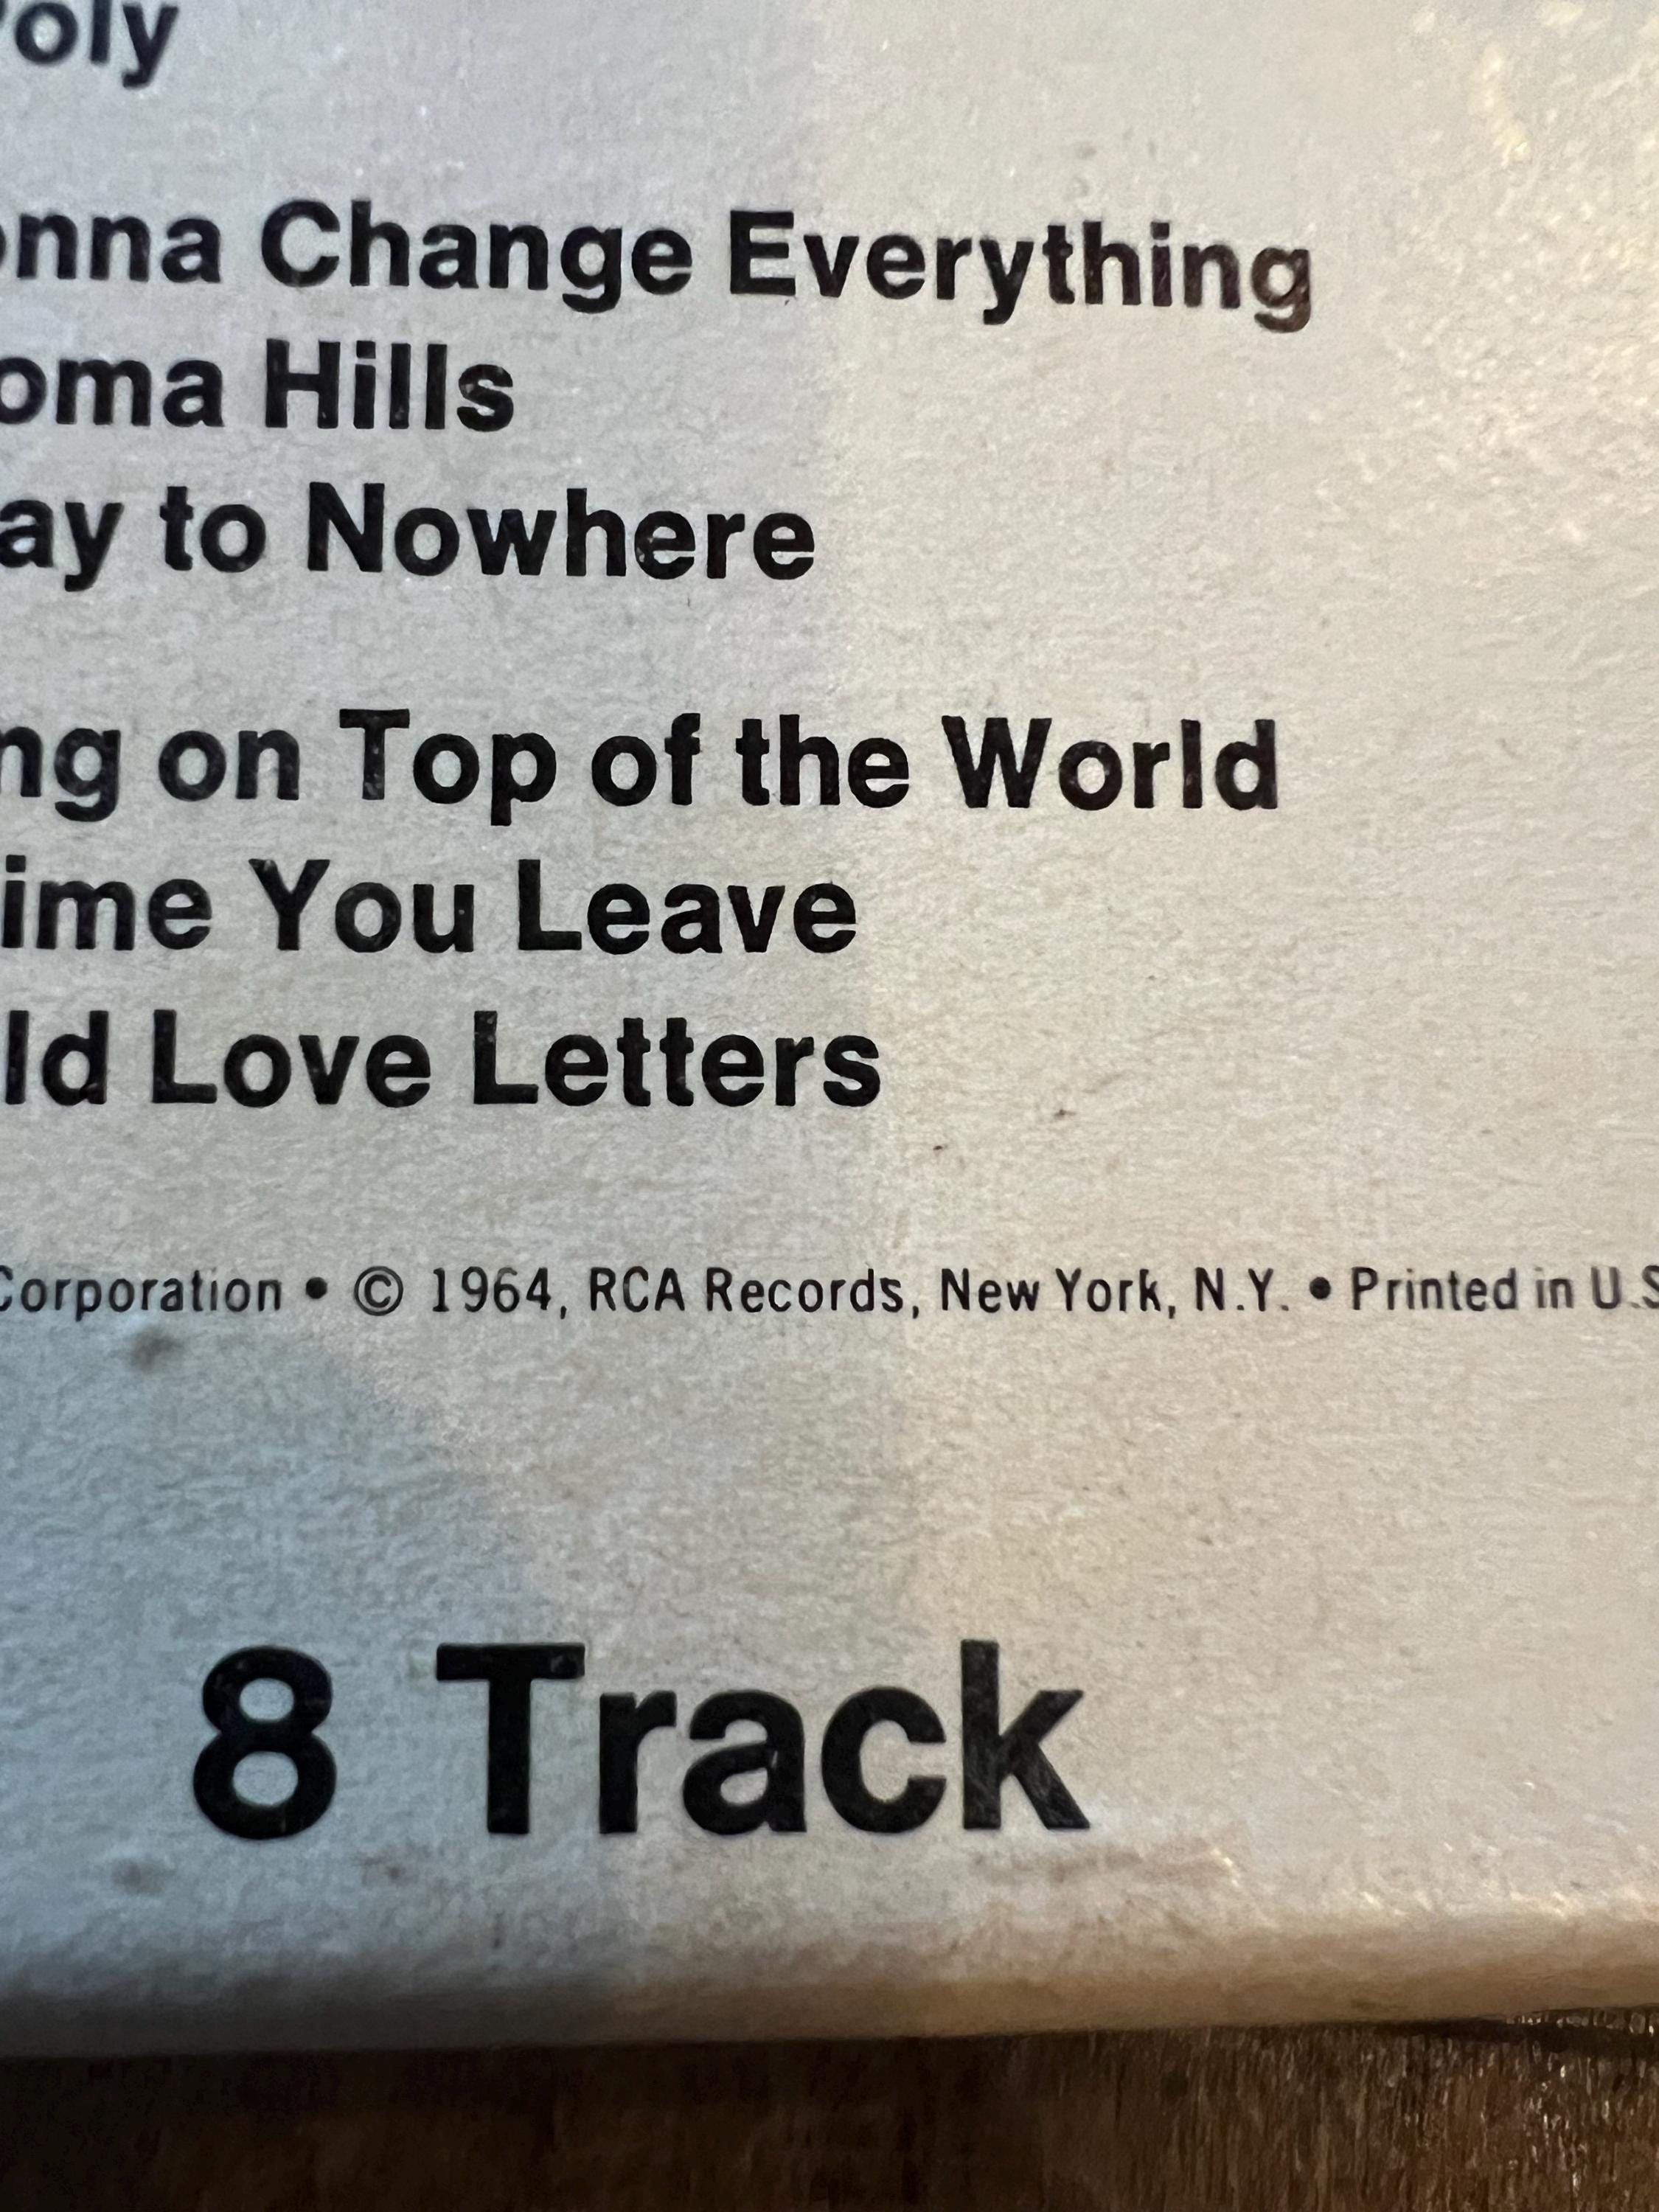 oly
onna Change Everything
oma Hills
ay to Nowhere
ng on Top of the World
ime You Leave
ld Love Letters
Corporation • © 1964, RCA Records, New York, N.Y. • Printed in U.S
8 Track